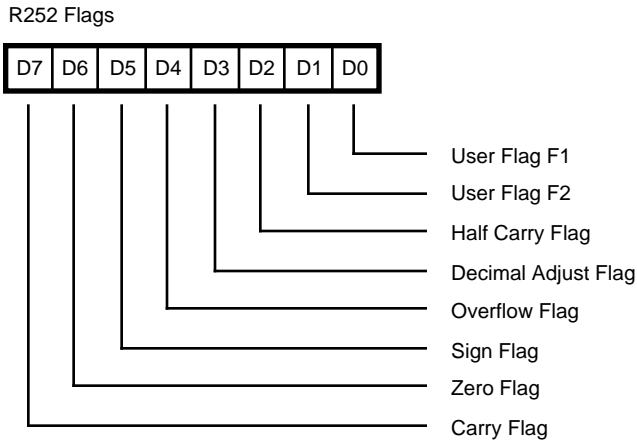 R252 Flags
D7 D6 D5 D4 D3 D2 D1 D0
User Flag F1
User Flag F2
Half Carry Flag
Decimal Adjust Flag
Overflow Flag
Sign Flag
Zero Flag
Carry Flag